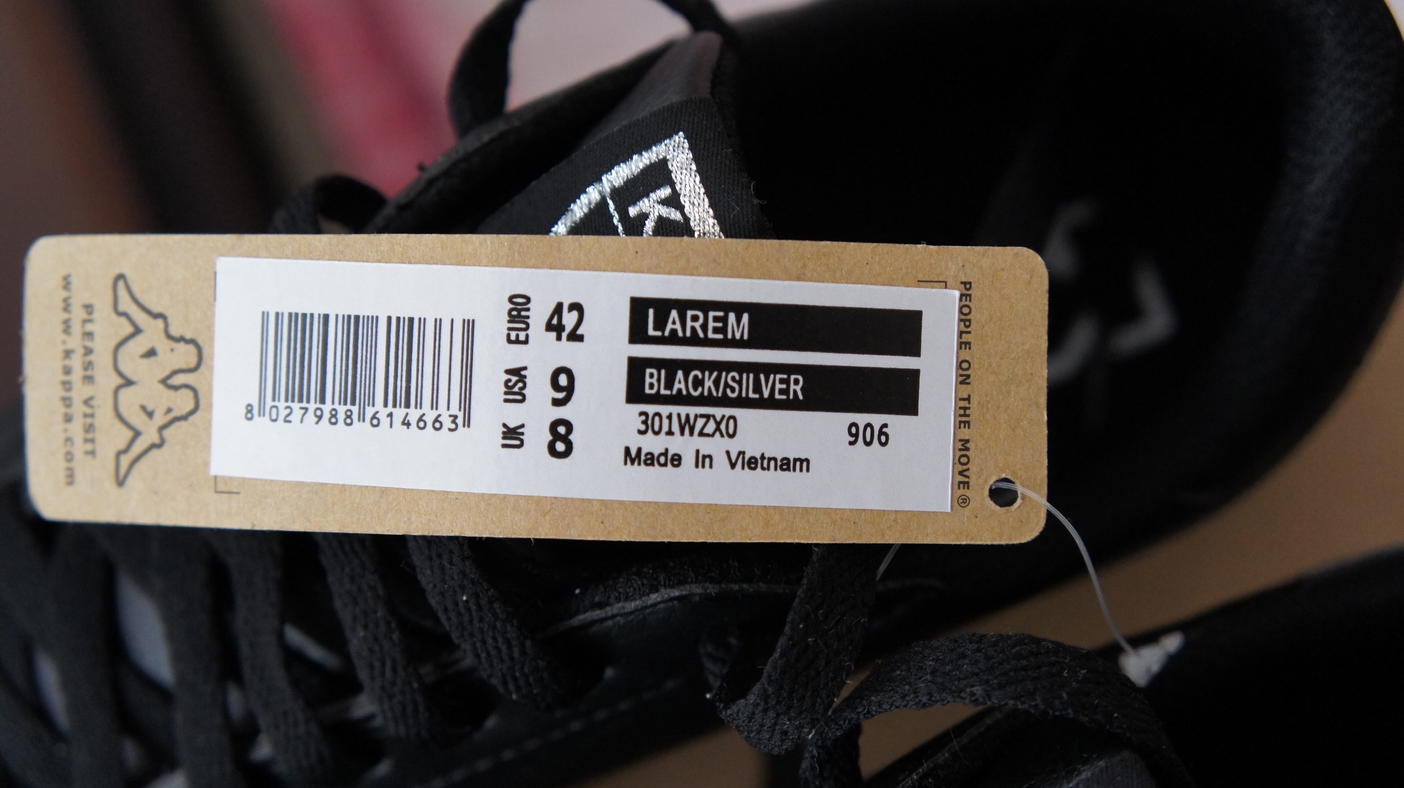 K
PLEASE VISIT
www.kappa.com
8 027988 614663
EURO 42
USA 9
UK 8
LAREM
BLACK/SILVER
301WZX0 906
Made In Vietnam
PEOPLE ON THE MOVE®